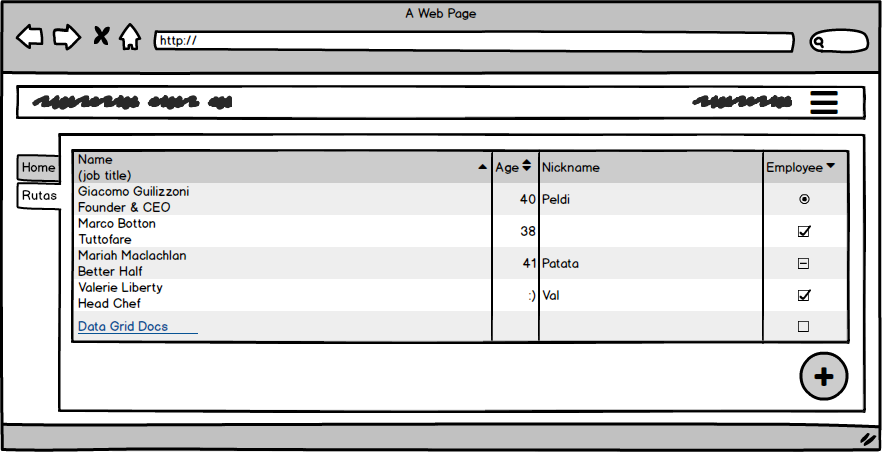 A Web Page
http://
Home
Rutas
Name
(job title)
Age
Nickname
Employee
Giacomo Guilizzoni
Founder & CEO
40
Peldi
Marco Botton
Tuttofare
38
Mariah Maclachlan
Better Half
41
Patata
Valerie Liberty
Head Chef
:)
Val
Data Grid Docs